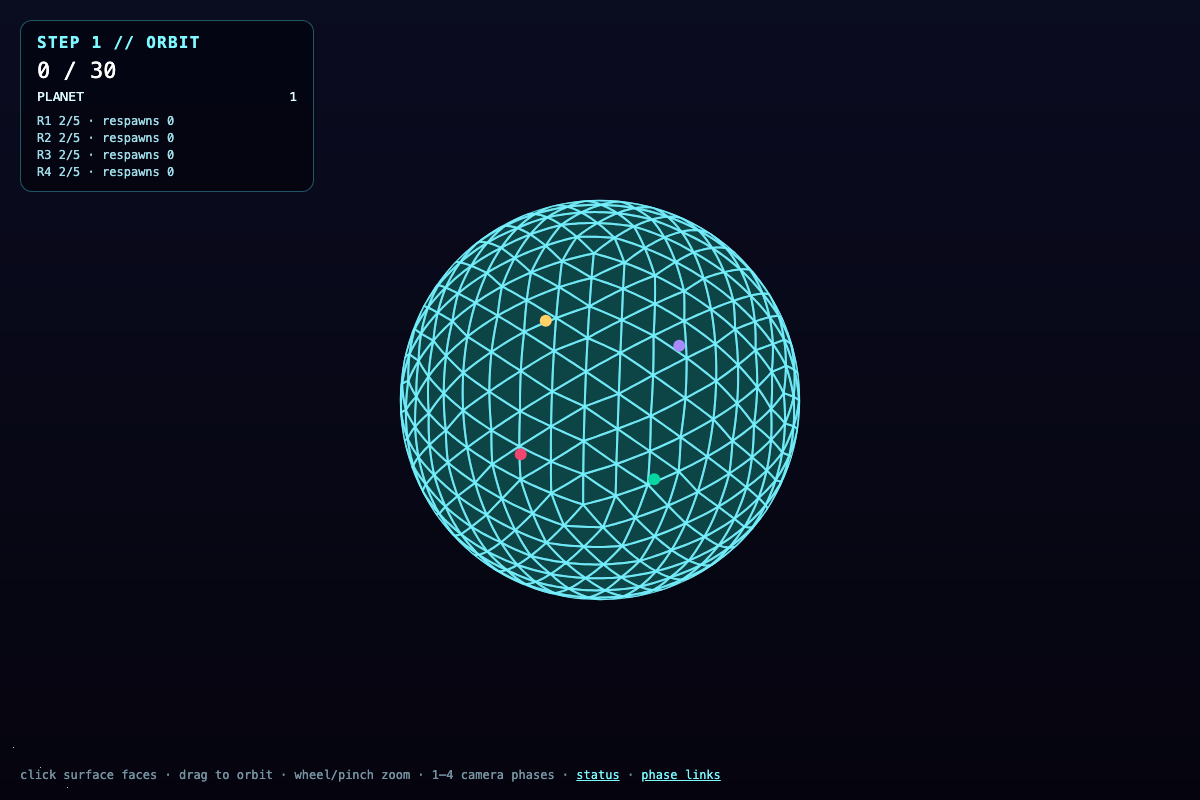 STEP 1 // ORBIT
0 / 30
PLANET 1
R1 2/5 · respawns 0
R2 2/5 · respawns 0
R3 2/5 · respawns 0
R4 2/5 · respawns 0
click surface faces · drag to orbit · wheel/pinch zoom · 1–4 camera phases · status · phase links